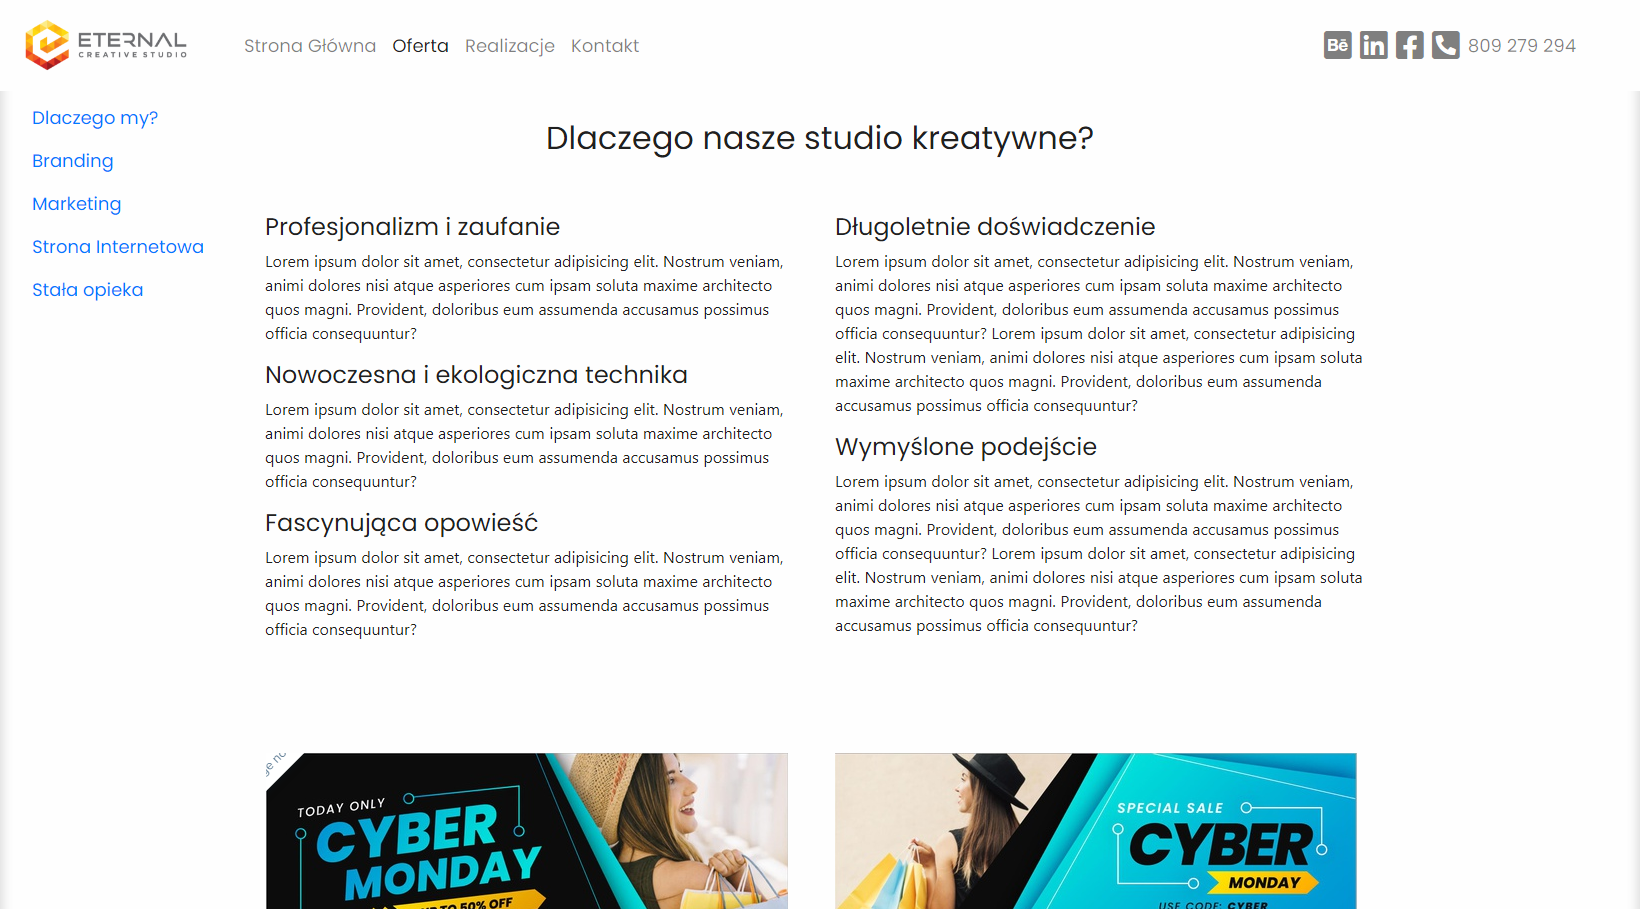 ETERNAL
CREATIVE STUDIO
Strona Główna Oferta Realizacje Kontakt
Bē in f 809 279 294
Dlaczego my?
Branding
Marketing
Strona Internetowa
Stała opieka
Dlaczego nasze studio kreatywne?
Profesjonalizm i zaufanie
Lorem ipsum dolor sit amet, consectetur adipisicing elit. Nostrum veniam,
animi dolores nisi atque asperiores cum ipsam soluta maxime architecto
quos magni. Provident, doloribus eum assumenda accusamus possimus
officia consequuntur?
Nowoczesna i ekologiczna technika
Lorem ipsum dolor sit amet, consectetur adipisicing elit. Nostrum veniam,
animi dolores nisi atque asperiores cum ipsam soluta maxime architecto
quos magni. Provident, doloribus eum assumenda accusamus possimus
officia consequuntur?
Fascynująca opowieść
Lorem ipsum dolor sit amet, consectetur adipisicing elit. Nostrum veniam,
animi dolores nisi atque asperiores cum ipsam soluta maxime architecto
quos magni. Provident, doloribus eum assumenda accusamus possimus
officia consequuntur?
Długoletnie doświadczenie
Lorem ipsum dolor sit amet, consectetur adipisicing elit. Nostrum veniam,
animi dolores nisi atque asperiores cum ipsam soluta maxime architecto
quos magni. Provident, doloribus eum assumenda accusamus possimus
officia consequuntur? Lorem ipsum dolor sit amet, consectetur adipisicing
elit. Nostrum veniam, animi dolores nisi atque asperiores cum ipsam soluta
maxime architecto quos magni. Provident, doloribus eum assumenda
accusamus possimus officia consequuntur?
Wymyślone podejście
Lorem ipsum dolor sit amet, consectetur adipisicing elit. Nostrum veniam,
animi dolores nisi atque asperiores cum ipsam soluta maxime architecto
quos magni. Provident, doloribus eum assumenda accusamus possimus
officia consequuntur? Lorem ipsum dolor sit amet, consectetur adipisicing
elit. Nostrum veniam, animi dolores nisi atque asperiores cum ipsam soluta
maxime architecto quos magni. Provident, doloribus eum assumenda
accusamus possimus officia consequuntur?
TODAY ONLY
CYBER
MONDAY
TO 50% OFF
SPECIAL SALE
CYBER
MONDAY
USE CODE: CYBER